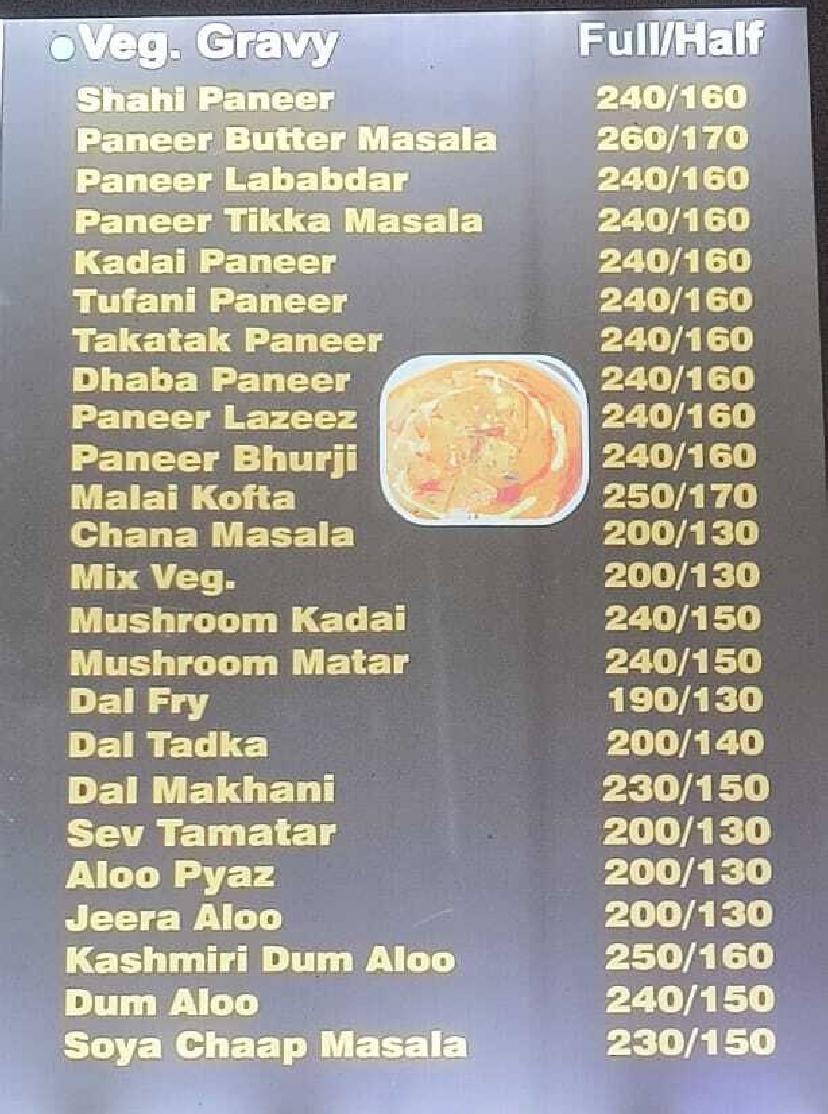 Veg. Gravy Full/Half
Shahi Paneer 240/160
Paneer Butter Masala 260/170
Paneer Lababdar 240/160
Paneer Tikka Masala 240/160
Kadai Paneer 240/160
Tufani Paneer 240/160
Takatak Paneer 240/160
Dhaba Paneer 240/160
Paneer Lazeez 240/160
Paneer Bhurji 240/160
Malai Kofta 250/170
Chana Masala 200/130
Mix Veg. 200/130
Mushroom Kadai 240/150
Mushroom Matar 240/150
Dal Fry 190/130
Dal Tadka 200/140
Dal Makhani 230/150
Sev Tamatar 200/130
Aloo Pyaz 200/130
Jeera Aloo 200/130
Kashmiri Dum Aloo 250/160
Dum Aloo 240/150
Soya Chaap Masala 230/150